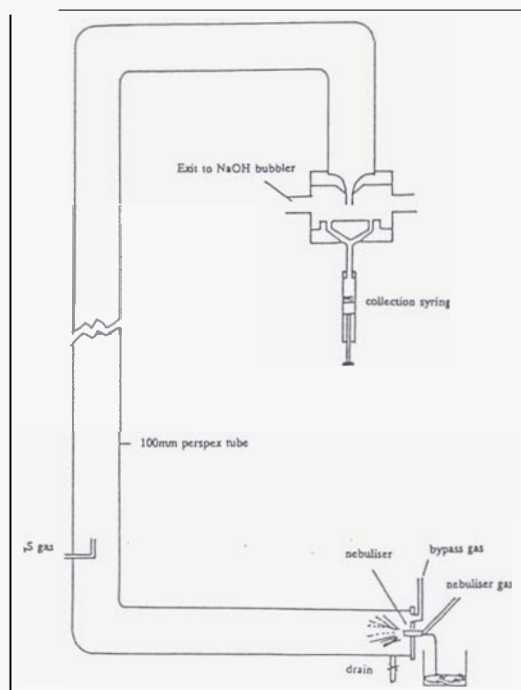 Exit to NaOH bubbler
collection syring
100mm perspex tube
S gas
nebuliser
bypass gas
nebuliser gas
drain